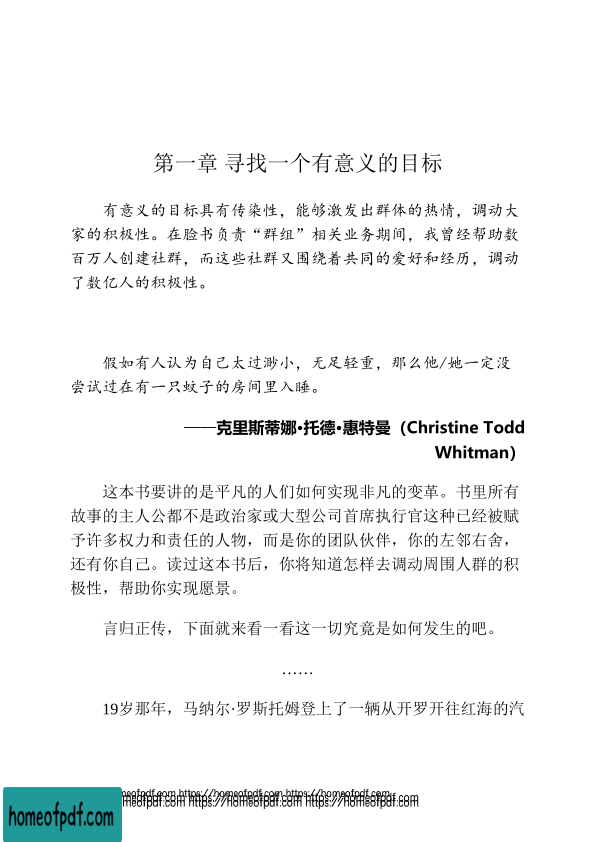 第一章 寻找一个有意义的目标
有意义的目标具有传染性，能够激发出群体的热情，调动大
家的积极性。在脸书负责“群组”相关业务期间，我曾经帮助数
百万人创建社群，而这些社群又围绕着共同的爱好和经历，调动
了数亿人的积极性。
假如有人认为自己太过渺小，无足轻重，那么他/她一定没
尝试过在有一只蚊子的房间里入睡。
——克里斯蒂娜•托德•惠特曼（Christine Todd
Whitman）
这本书要讲的是平凡的人们如何实现非凡的变革。书里所有
故事的主人公都不是政治家或大型公司首席执行官这种已经被赋
予许多权力和责任的人物，而是你的团队伙伴，你的左邻右舍，
还有你自己。读过这本书后，你将知道怎样去调动周围人群的积
极性，帮助你实现愿景。
言归正传，下面就来看一看这一切究竟是如何发生的吧。
……
19岁那年，马纳尔·罗斯托姆登上了一辆从开罗开往红海的汽
homeofpdf.com https://homeofpdf.com https://homeofpdf.com
homeofpdf.com https://homeofpdf.com https://homeofpdf.com
homeofpdf.com